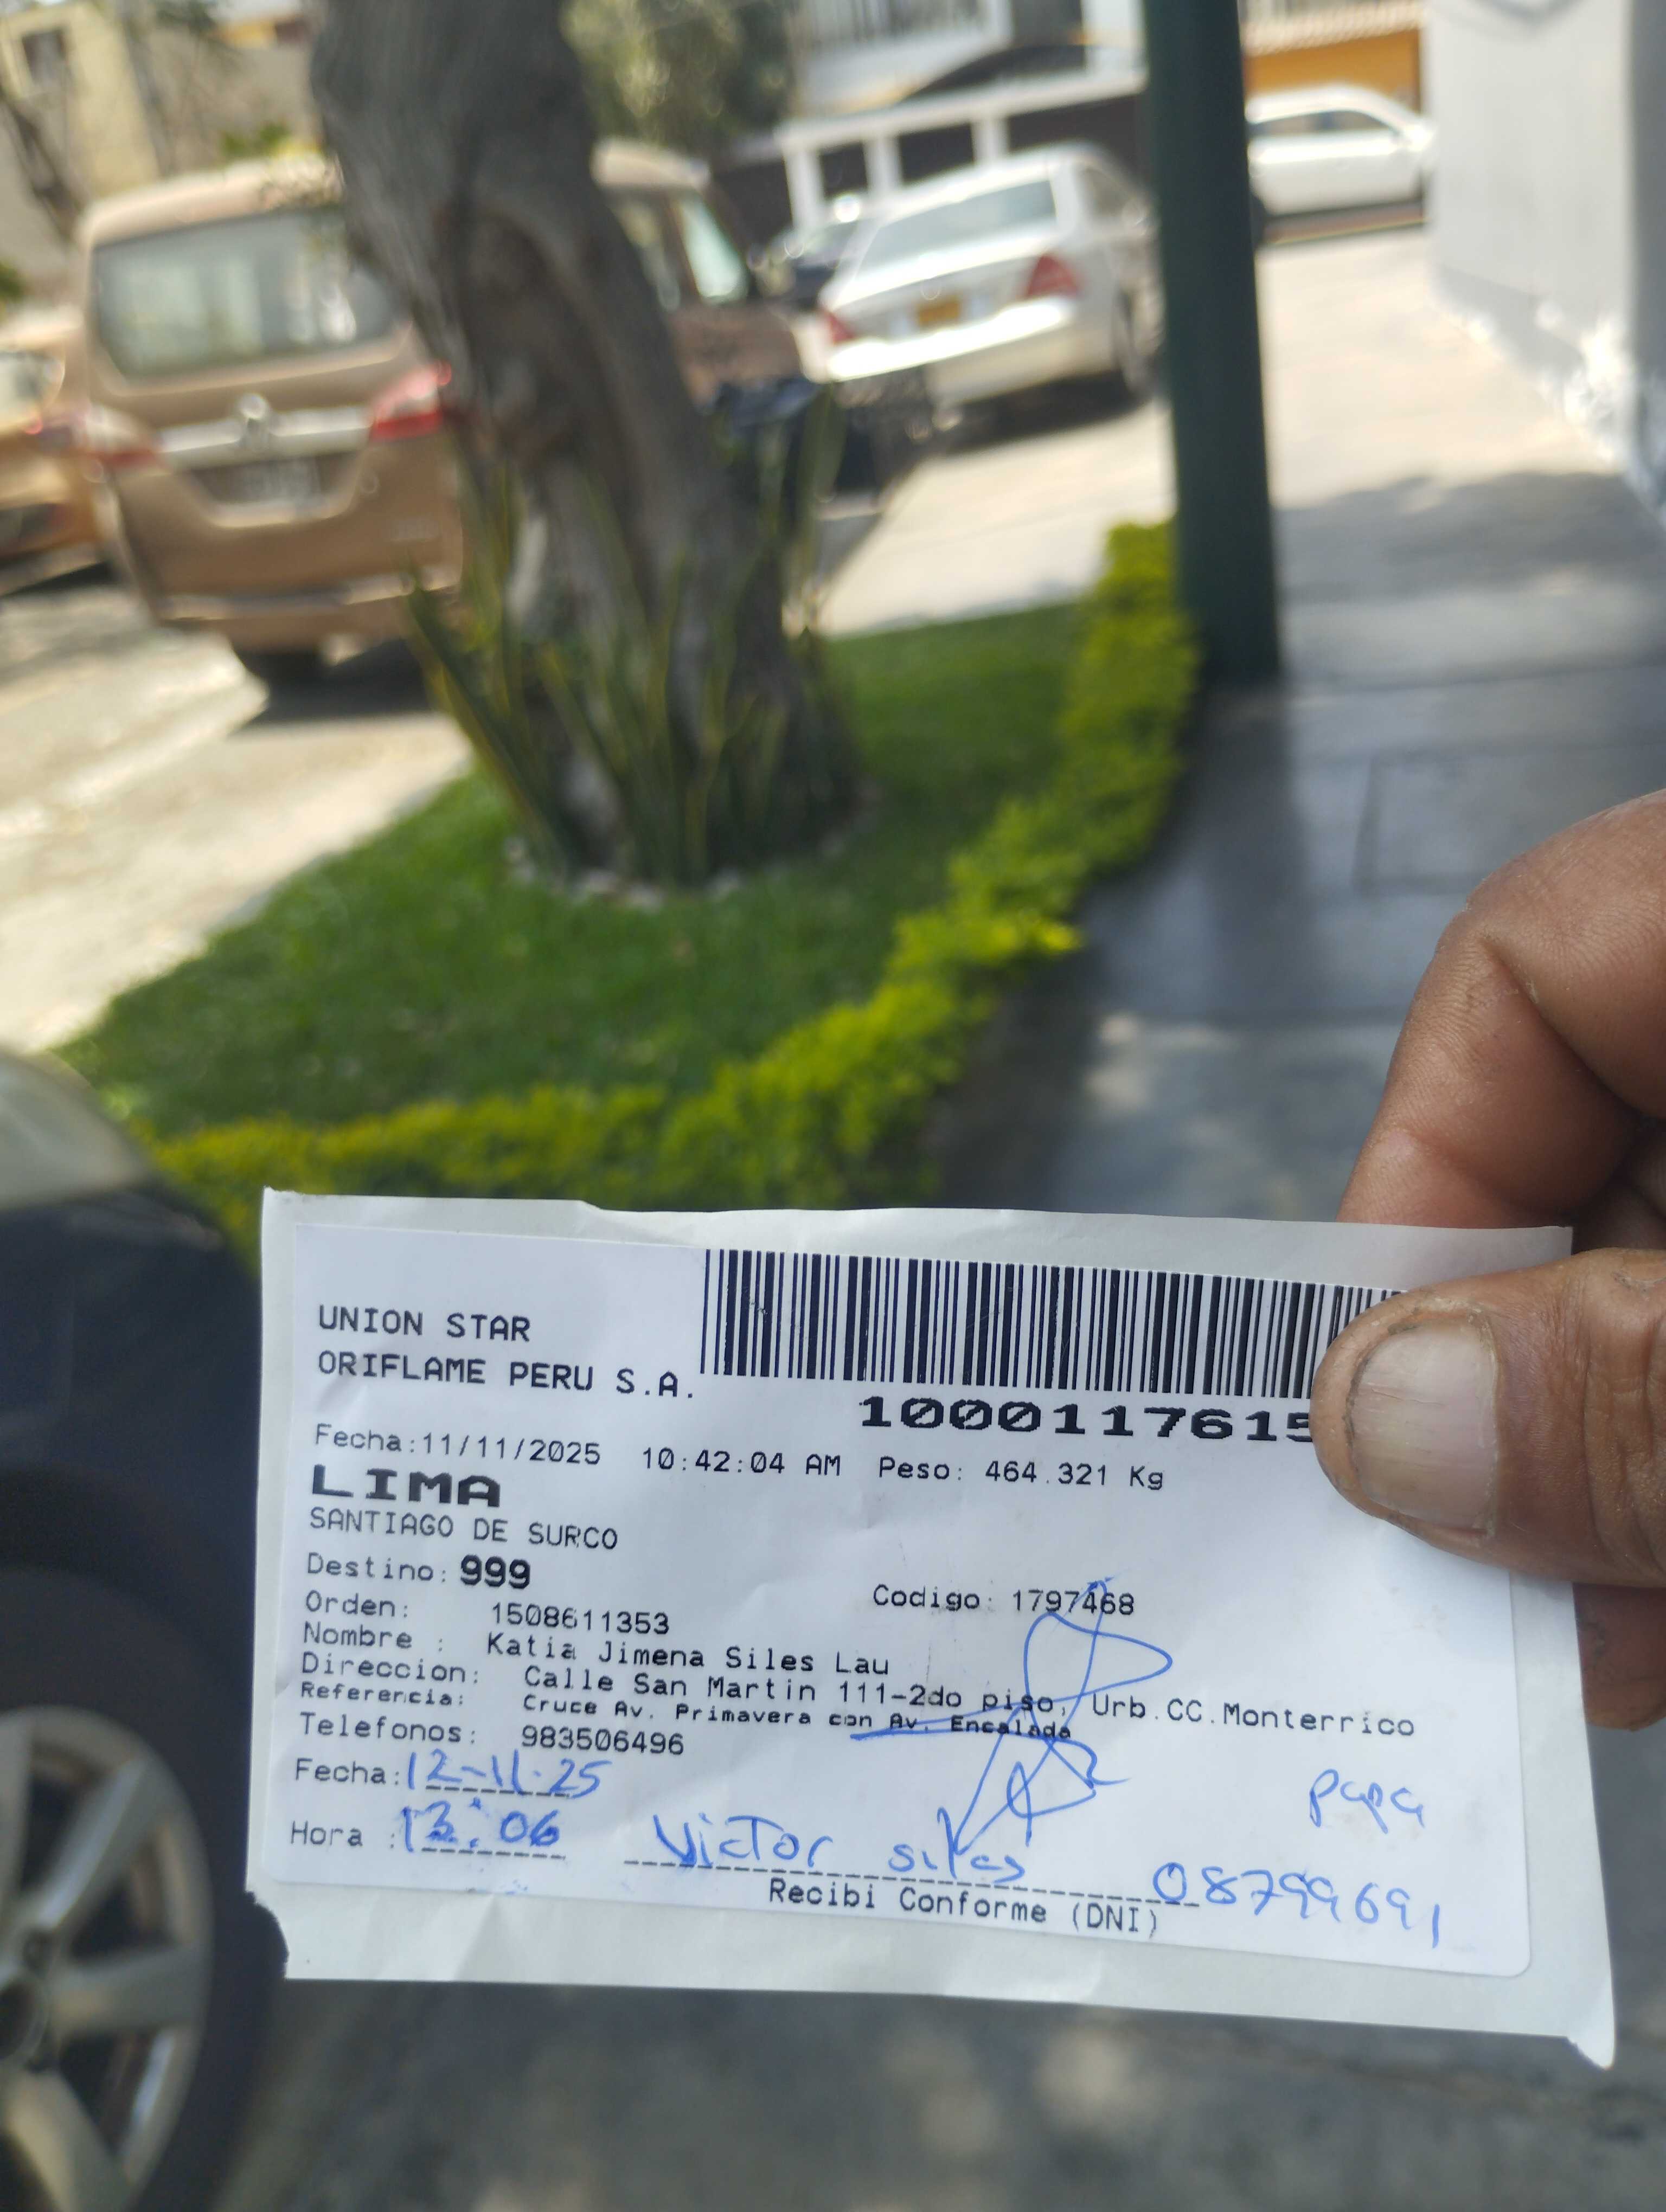 UNION STAR
ORIFLAME PERU S.A.
1000117615
Fecha:11/11/2025 10:42:04 AM Peso: 464.321 Kg
LIMA
SANTIAGO DE SURCO
Destino: 999
Codigo: 1797468
Orden: 1508611353
Nombre : Katia Jimena Siles Lau
Direccion: Calle San Martin 111-2do piso, Urb.CC.Monterrico
Referencia: Cruce Av. Primavera con Av. Encalada
Telefonos: 983506496
Fecha: 12-11-25
papa
Hora : 13:06
Victor siles 08799691
Recibi Conforme (DNI)